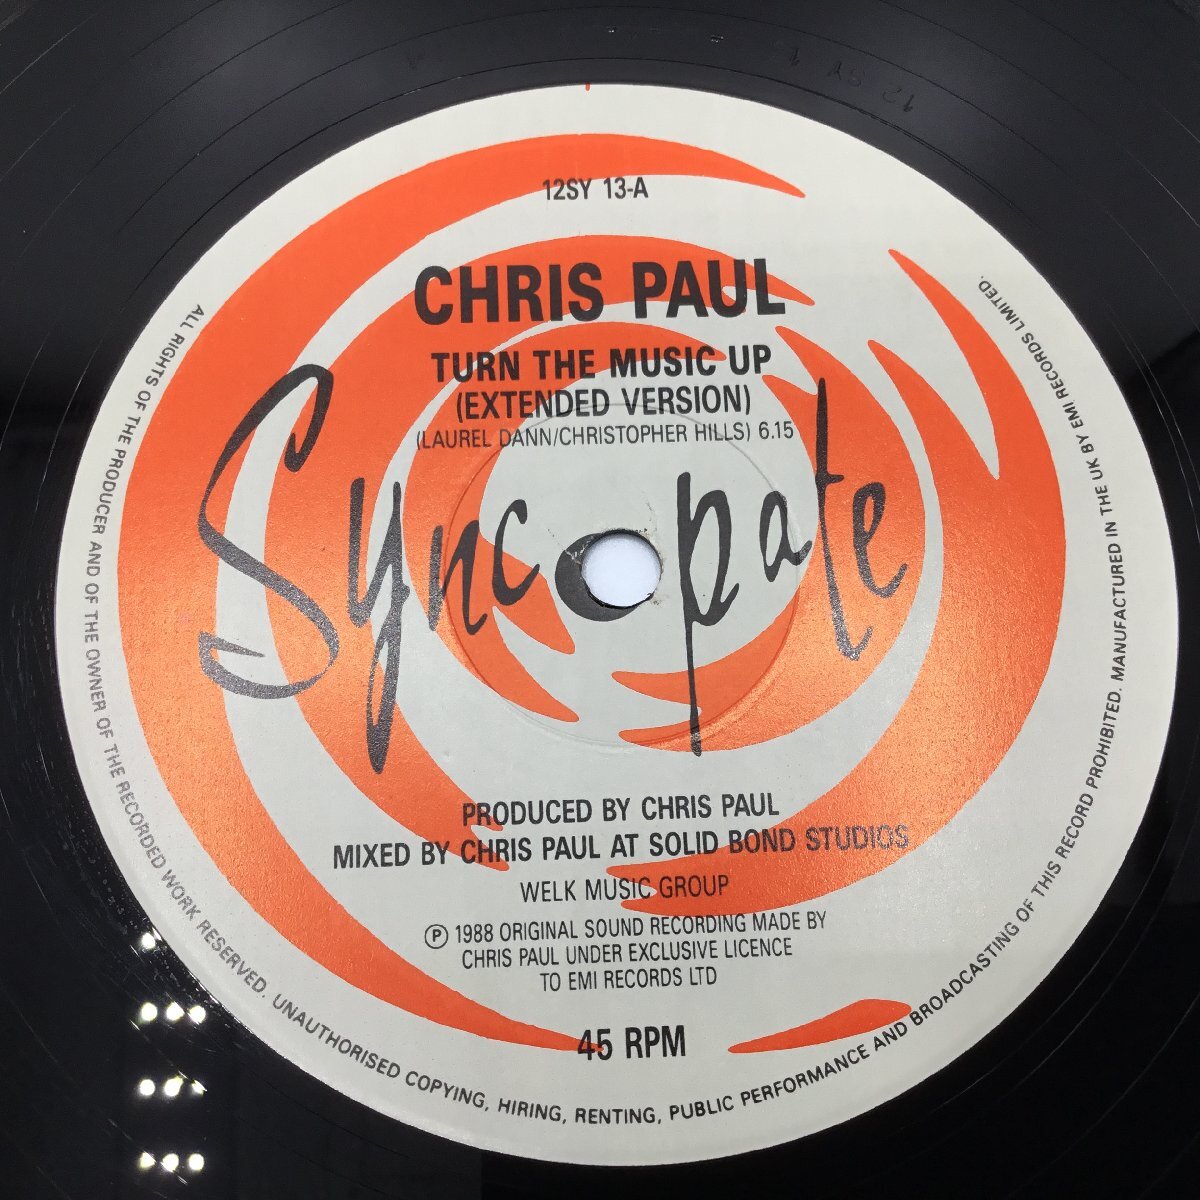 12SY 13-A
CHRIS PAUL
TURN THE MUSIC UP
(EXTENDED VERSION)
(LAUREL DANN/CHRISTOPHER HILLS) 6.15
Syncopate
PRODUCED BY CHRIS PAUL
MIXED BY CHRIS PAUL AT SOLID BOND STUDIOS
WELK MUSIC GROUP
Ⓟ 1988 ORIGINAL SOUND RECORDING MADE BY
CHRIS PAUL UNDER EXCLUSIVE LICENCE
TO EMI RECORDS LTD
45 RPM
ALL RIGHTS OF THE PRODUCER AND OF THE OWNER OF THE RECORDED WORK RESERVED. UNAUTHORISED COPYING, HIRING, RENTING, PUBLIC PERFORMANCE AND BROADCASTING OF THIS RECORD PROHIBITED. MANUFACTURED IN THE UK BY EMI RECORDS LIMITED.
12 SY 1